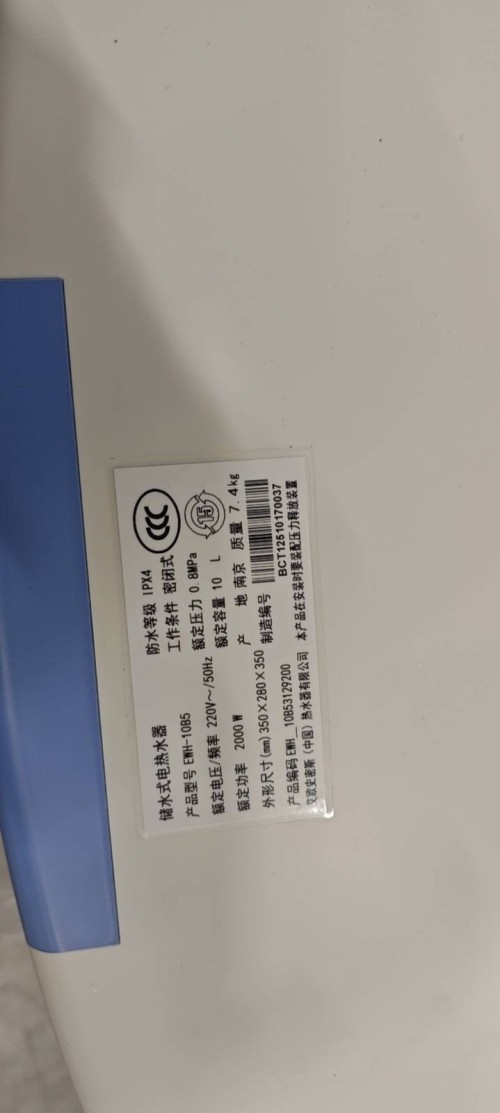 储水式电热水器
产品型号 EWH-10B5
额定电压/频率 220V～/50Hz
额定功率 2000 W
外形尺寸(mm) 350×280×350
产品编码 EWH_10B53129200
艾欧史密斯（中国）热水器有限公司
防水等级 IPX4
工作条件 密闭式
额定压力 0.8MPa
额定容量 10 L
产 地 南京 质量 7.4kg
制造编号
BCT12510170037
本产品在安装时要装配压力释放装置
CCC
15